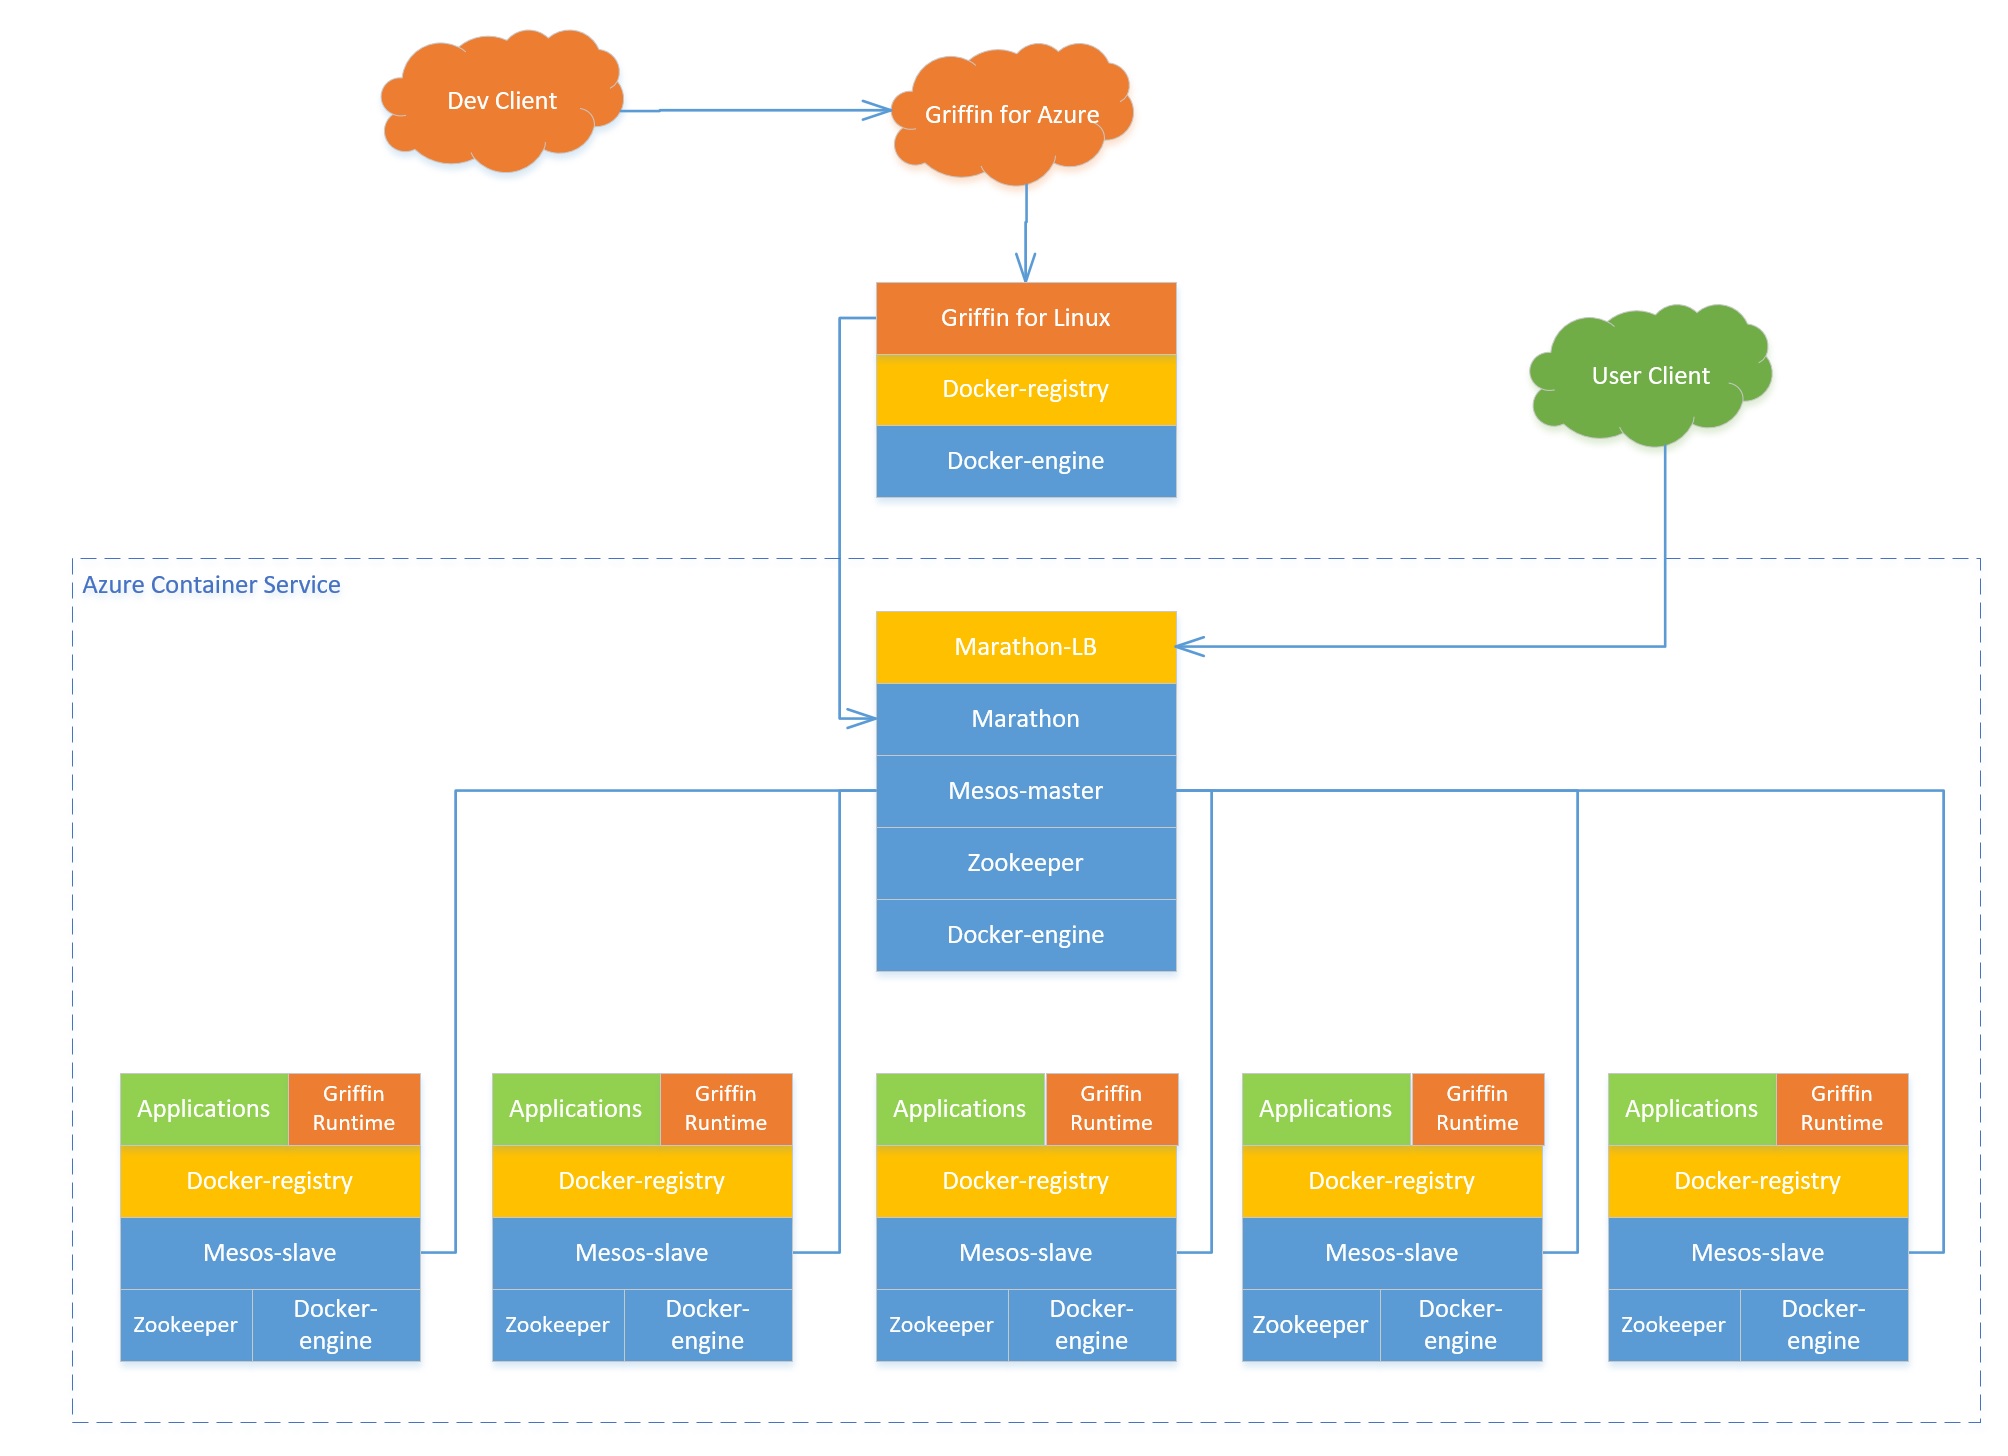 Dev Client
Griffin for Azure
Griffin for Linux
Docker-registry
Docker-engine
User Client
Azure Container Service
Marathon-LB
Marathon
Mesos-master
Zookeeper
Docker-engine
Applications
Griffin
Runtime
Docker-registry
Mesos-slave
Zookeeper
Docker-
engine
Applications
Griffin
Runtime
Docker-registry
Mesos-slave
Zookeeper
Docker-
engine
Applications
Griffin
Runtime
Docker-registry
Mesos-slave
Zookeeper
Docker-
engine
Applications
Griffin
Runtime
Docker-registry
Mesos-slave
Zookeeper
Docker-
engine
Applications
Griffin
Runtime
Docker-registry
Mesos-slave
Zookeeper
Docker-
engine